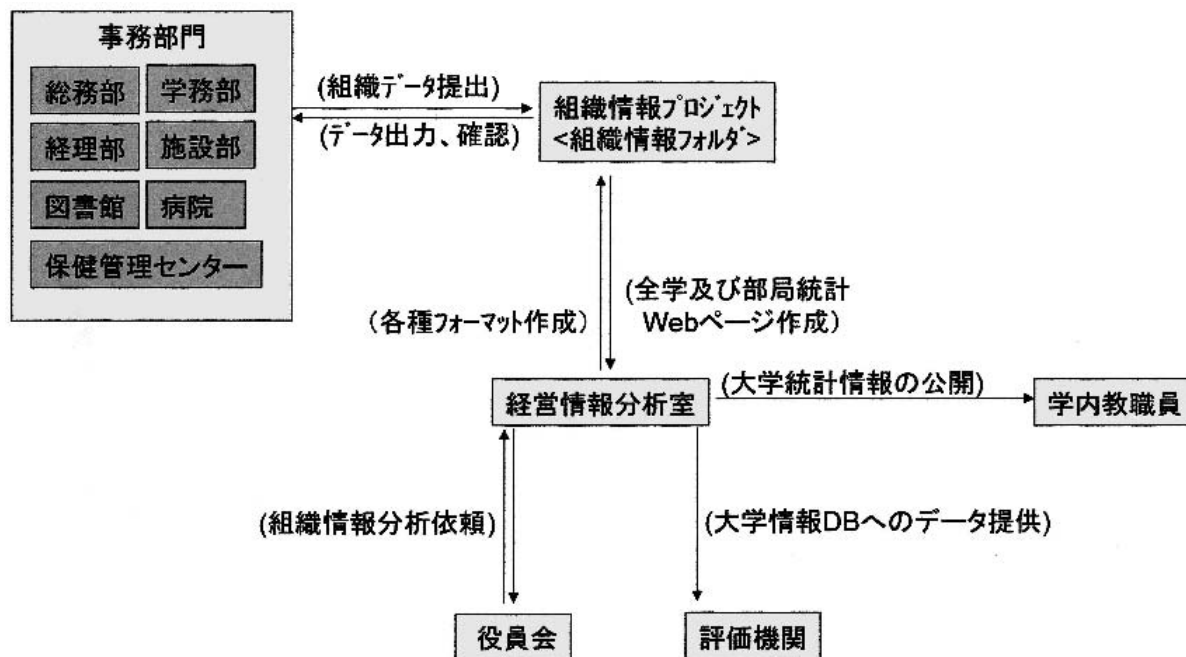 事務部門
総務部
学務部
経理部
施設部
図書館
病院
保健管理センター
(組織ﾃﾞｰﾀ提出)
(ﾃﾞｰﾀ出力、確認)
組織情報ﾌﾟﾛｼﾞｪｸﾄ
<組織情報ﾌｫﾙﾀﾞ>
(各種ﾌｫｰﾏｯﾄ作成)
(全学及び部局統計
Webﾍﾟｰｼﾞ作成)
経営情報分析室
(大学統計情報の公開)
学内教職員
(組織情報分析依頼)
(大学情報DBへのデータ提供)
役員会
評価機関